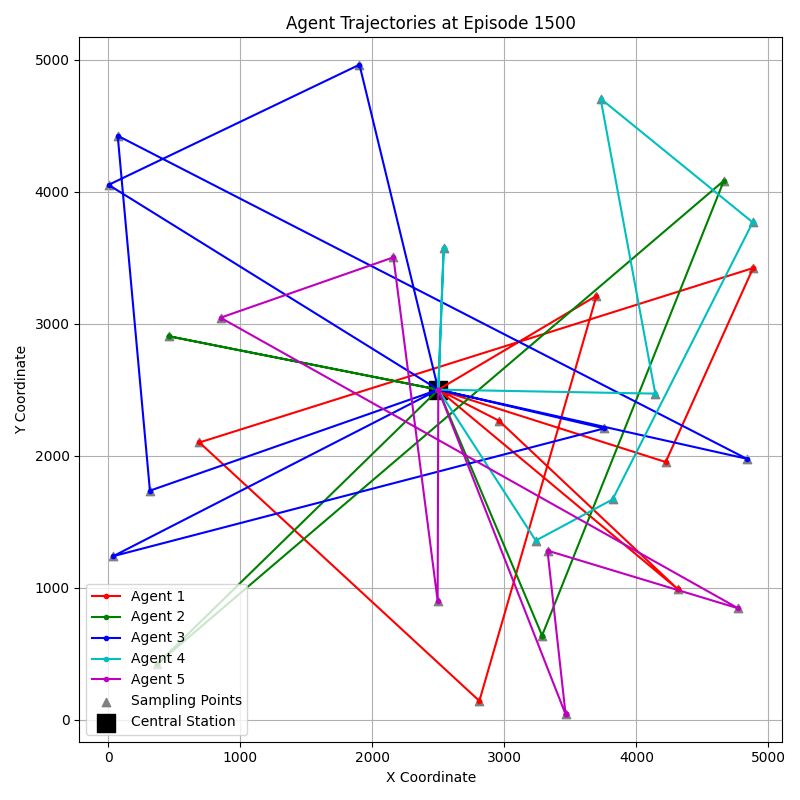 Agent Trajectories at Episode 1500
Y Coordinate
5000
4000
3000
2000
1000
0
Agent 1
Agent 2
Agent 3
Agent 4
Agent 5
Sampling Points
Central Station
0 1000 2000 3000 4000 5000
X Coordinate